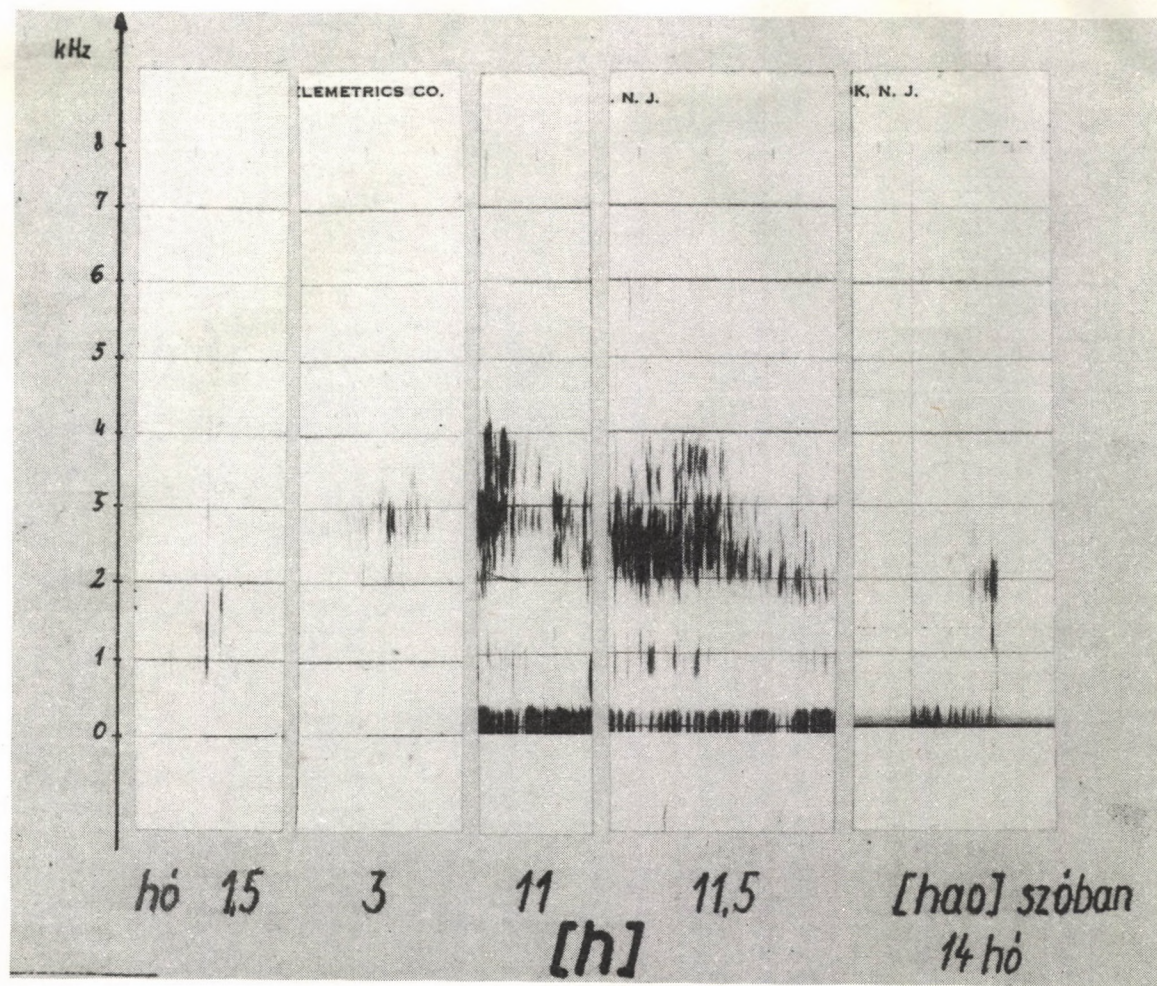 kHz
ELEMETRICS CO.
. N. J.
K, N. J.
8
7
6
5
4
3
2
1
0
hó 1,5 3 11 11,5 [hao] szóban
[h] 14 hó